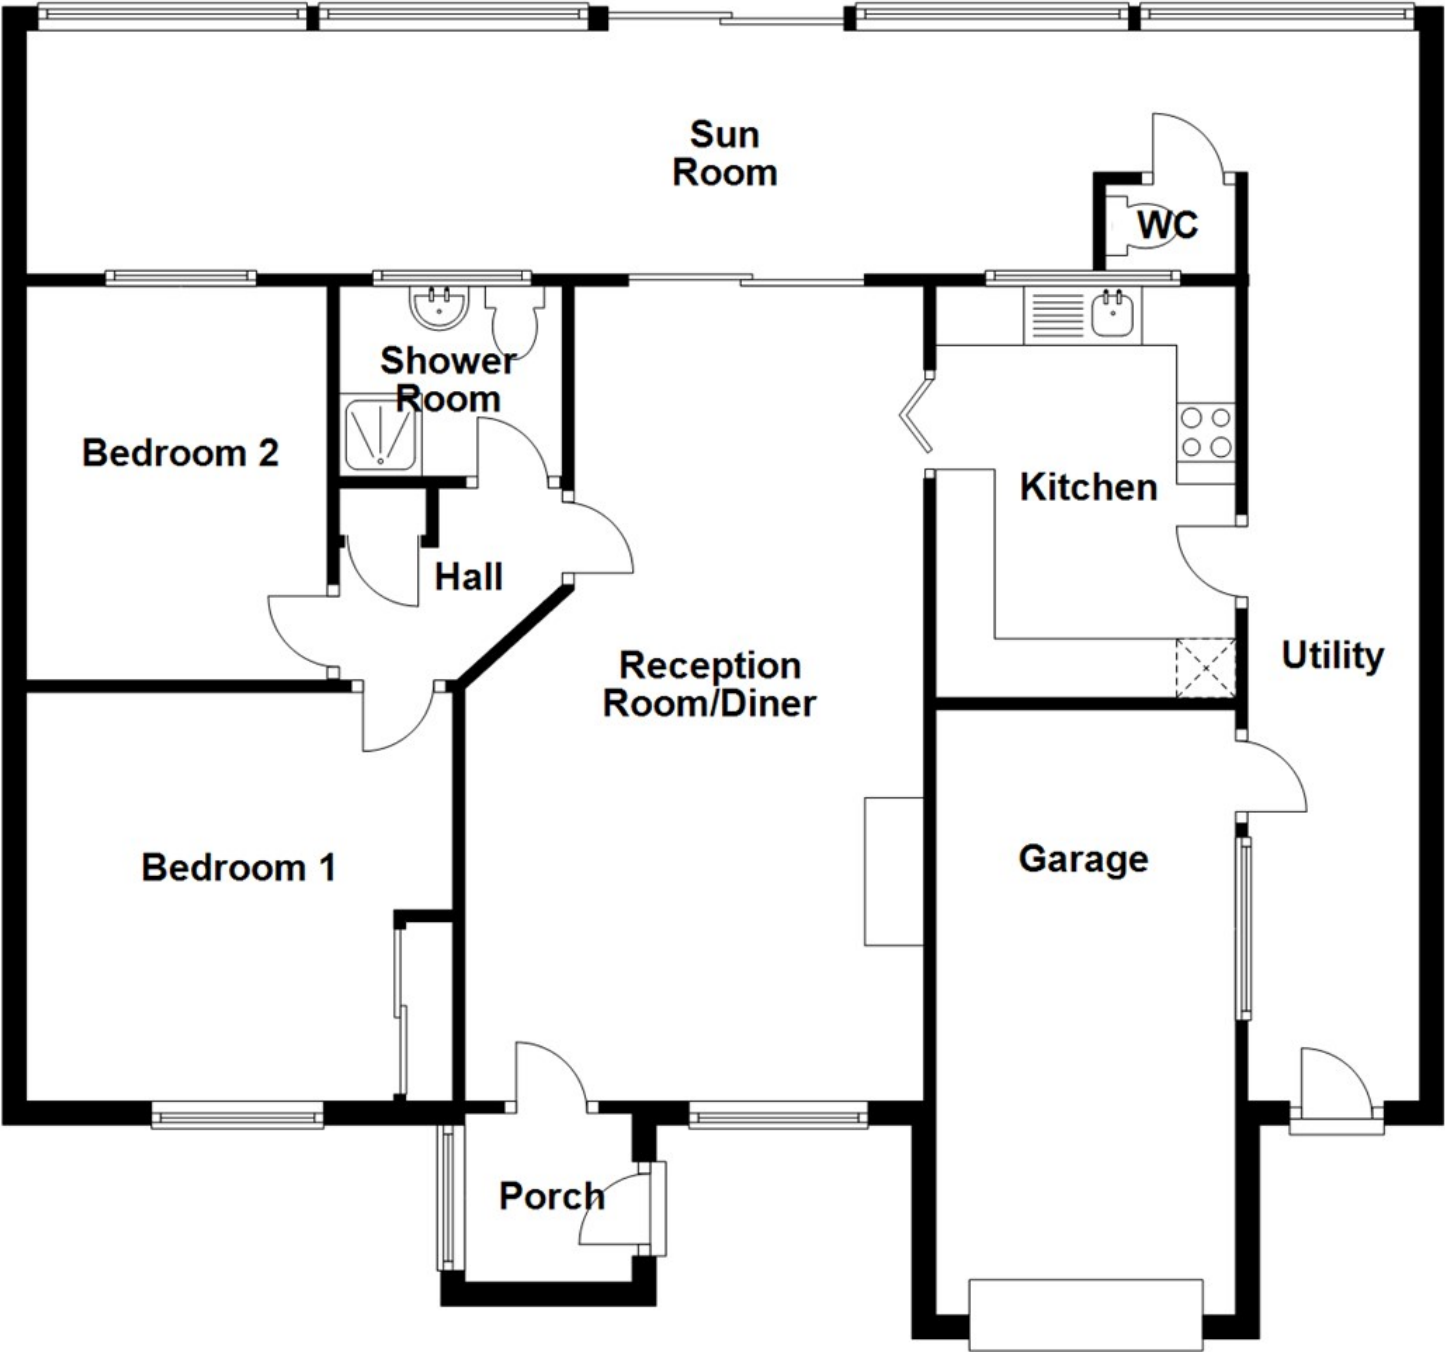 Sun
Room
WC
Shower
Room
Bedroom 2
Kitchen
Hall
Reception
Room/Diner
Utility
Bedroom 1
Garage
Porch